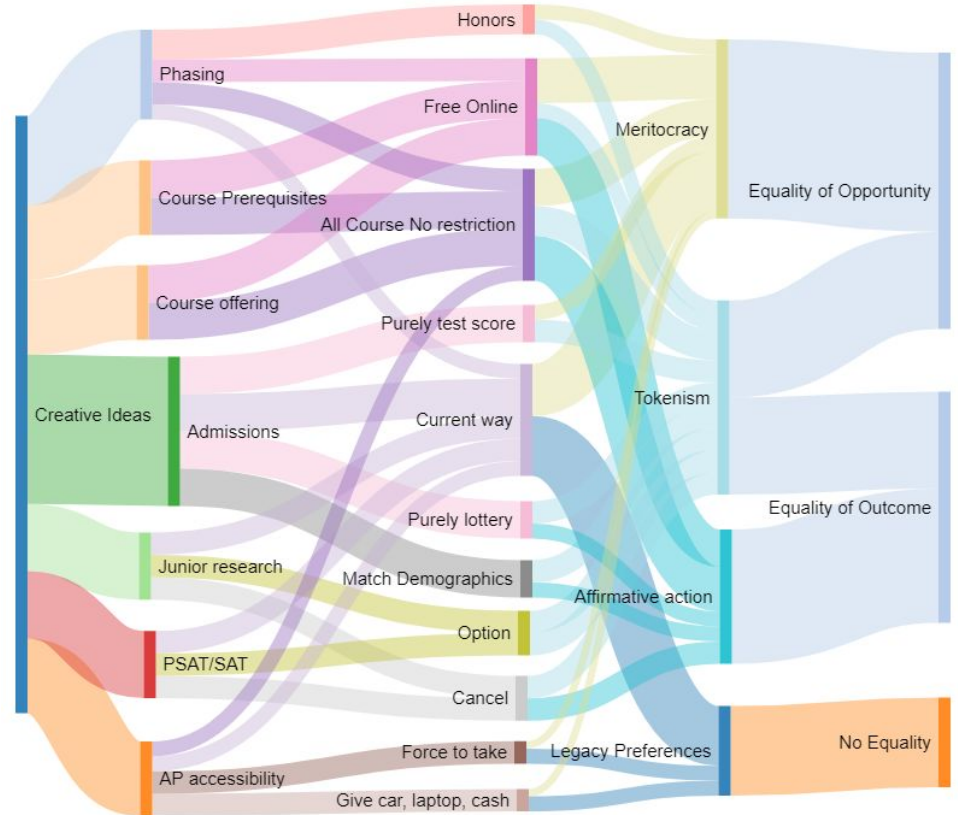 Creative Ideas
Phasing
Course Prerequisites
Course offering
Admissions
Junior research
PSAT/SAT
AP accessibility
Honors
Free Online
All Course No restriction
Purely test score
Current way
Purely lottery
Match Demographics
Option
Cancel
Force to take
Give car, laptop, cash
Meritocracy
Tokenism
Affirmative action
Legacy Preferences
Equality of Opportunity
Equality of Outcome
No Equality